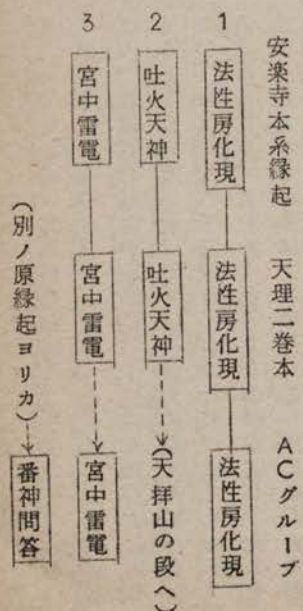 安楽寺本系縁起　天理二巻本　ACグループ
1　法性房化現　法性房化現　法性房化現
2　吐火天神　吐火天神　(天拝山の段へ)
3　宮中雷電　宮中雷電　宮中雷電
(別ノ原縁起ヨリカ)　番神問答